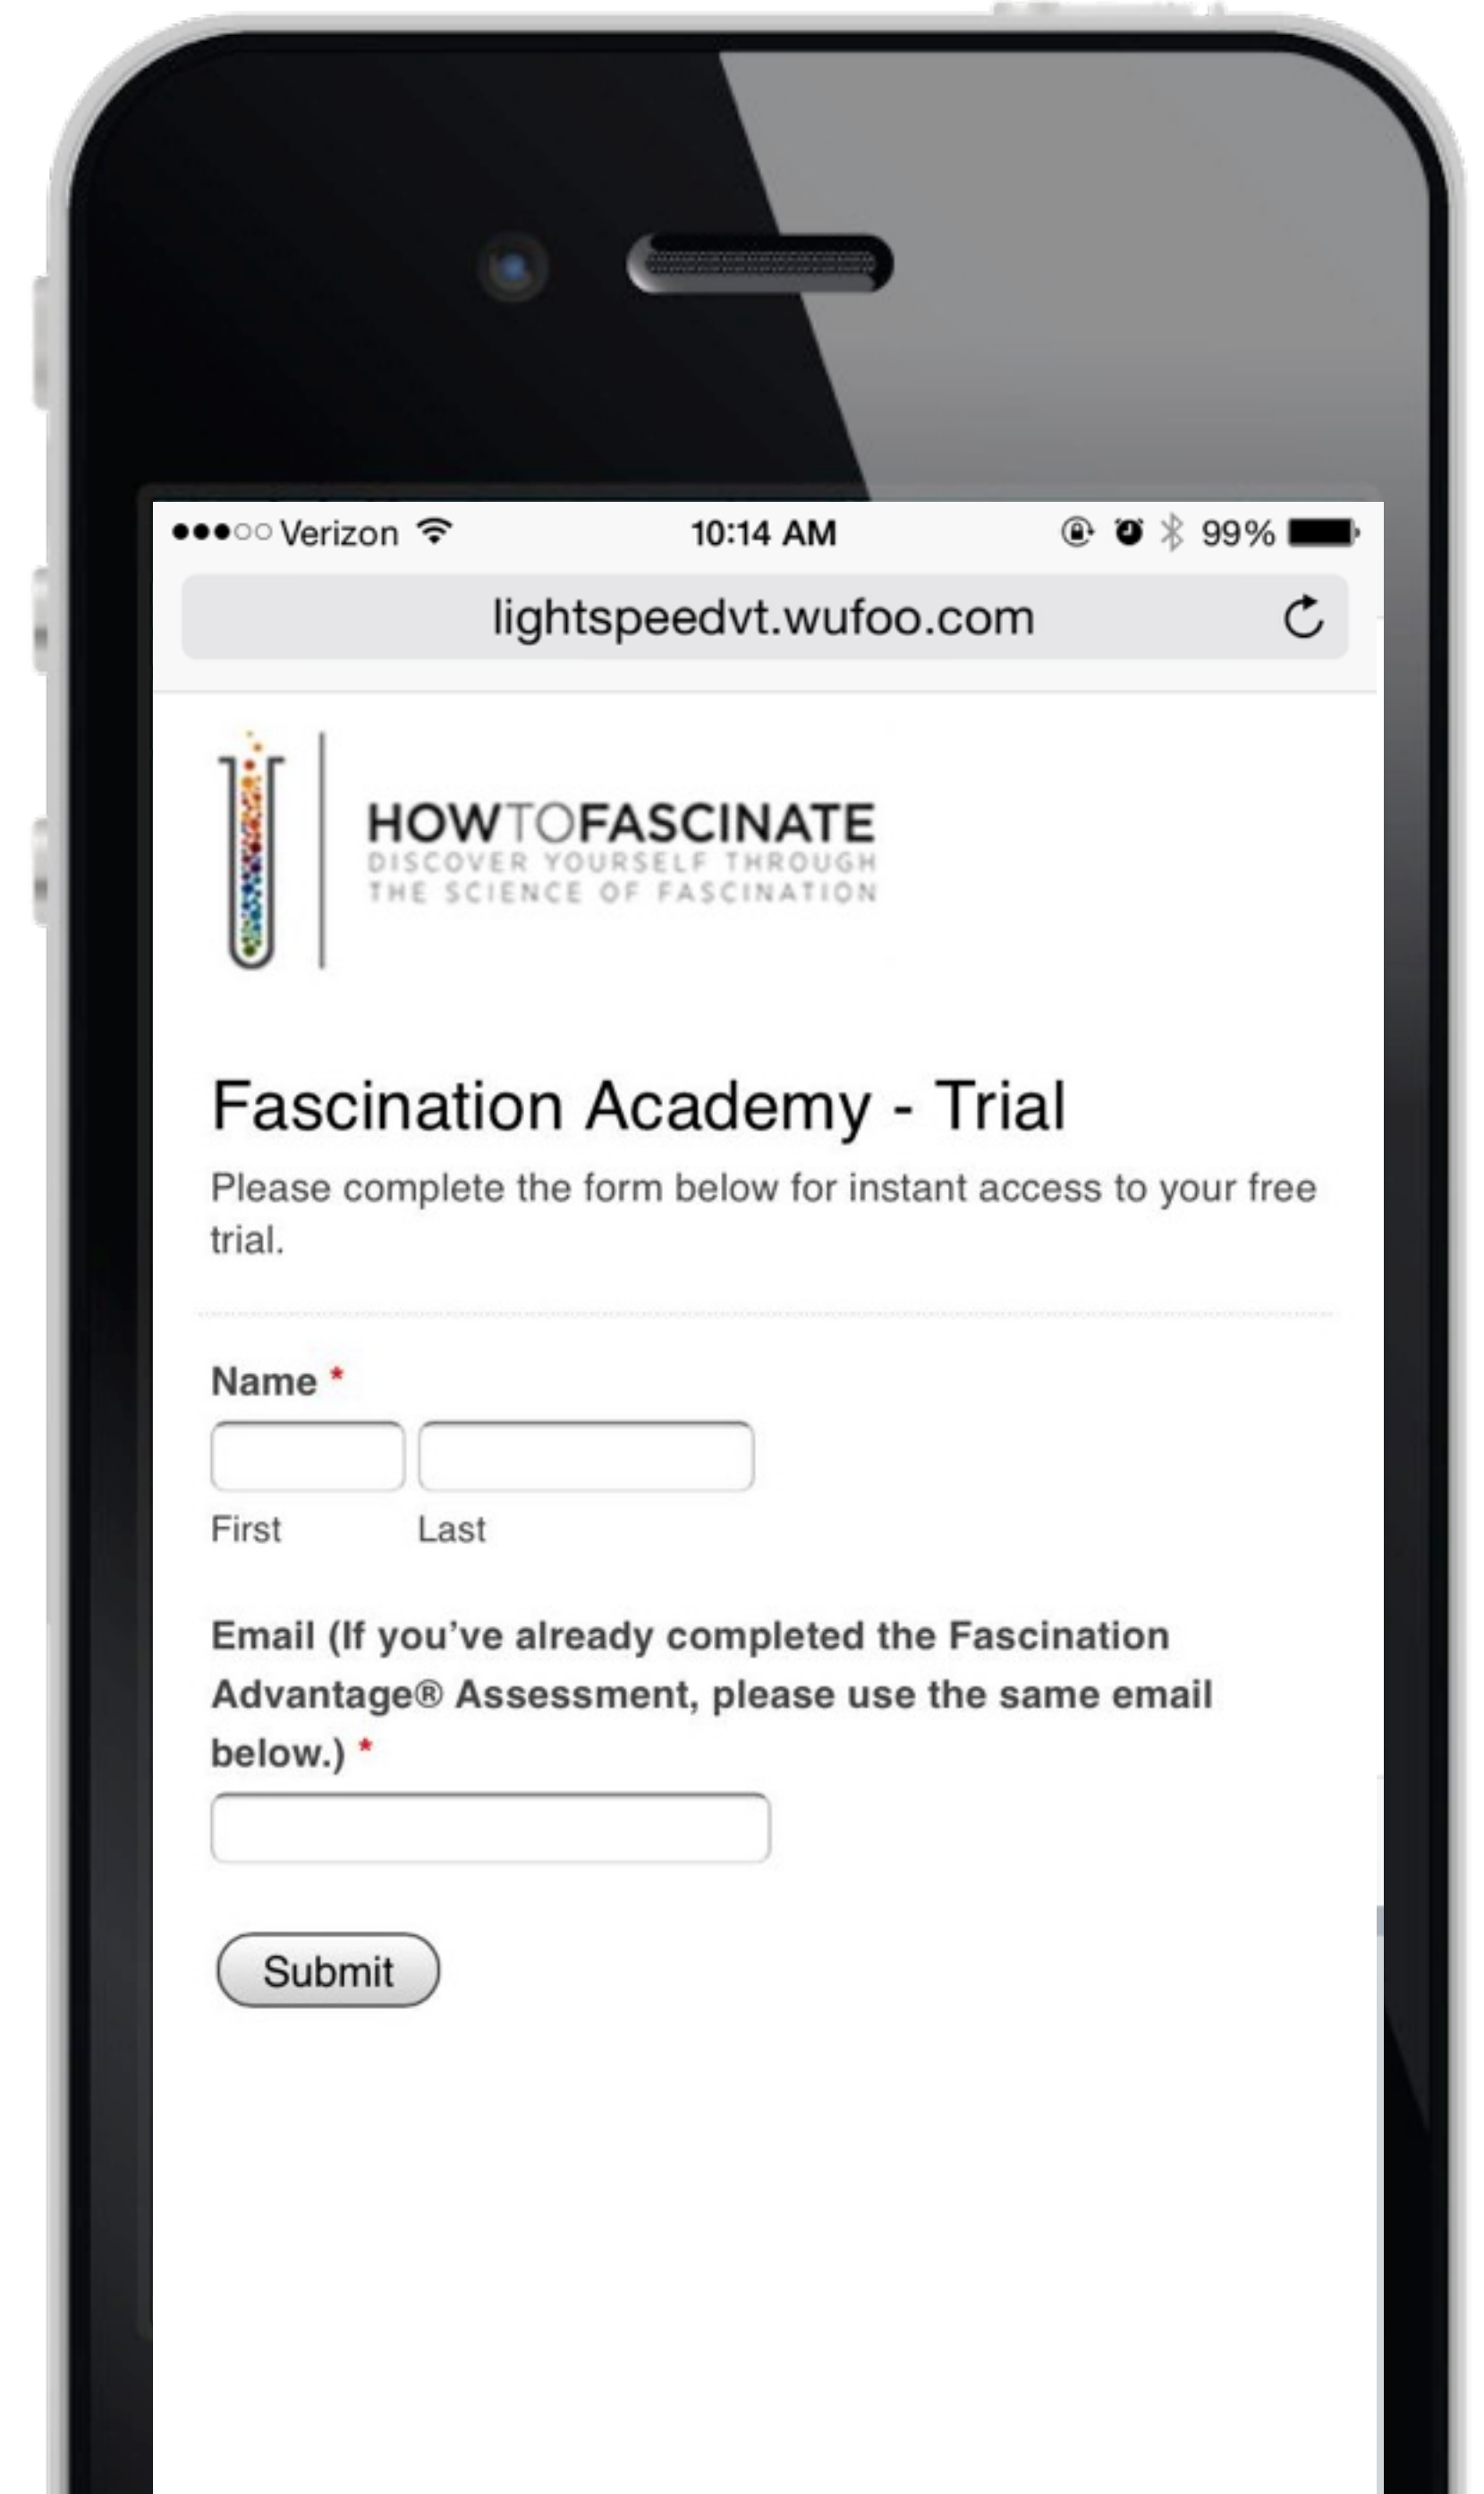 Verizon 10:14 AM 99%
lightspeedvt.wufoo.com
HOWTOFASCINATE
DISCOVER YOURSELF THROUGH
THE SCIENCE OF FASCINATION
Fascination Academy - Trial
Please complete the form below for instant access to your free
trial.
Name *
First Last
Email (If you’ve already completed the Fascination
Advantage® Assessment, please use the same email
below.) *
Submit